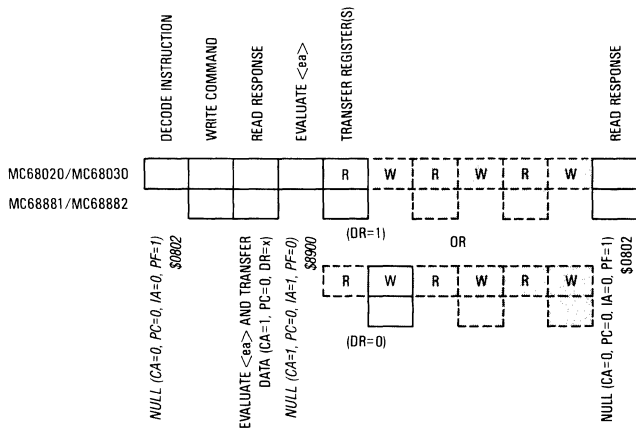 DECODE INSTRUCTION
WRITE COMMAND
READ RESPONSE
EVALUATE <ea>
TRANSFER REGISTER(S)
READ RESPONSE
MC68020/MC68030
R W R W R W
MC68881/MC68882
(DR=1)
OR
R W R W R W
(DR=0)
NULL (CA=0, PC=0, IA=0, PF=1)
$0802
EVALUATE <ea> AND TRANSFER
DATA (CA=1, PC=0, DR=x)
NULL (CA=1, PC=0, IA=1, PF=0)
$8900
NULL (CA=0, PC=0, IA=0, PF=1)
$0802